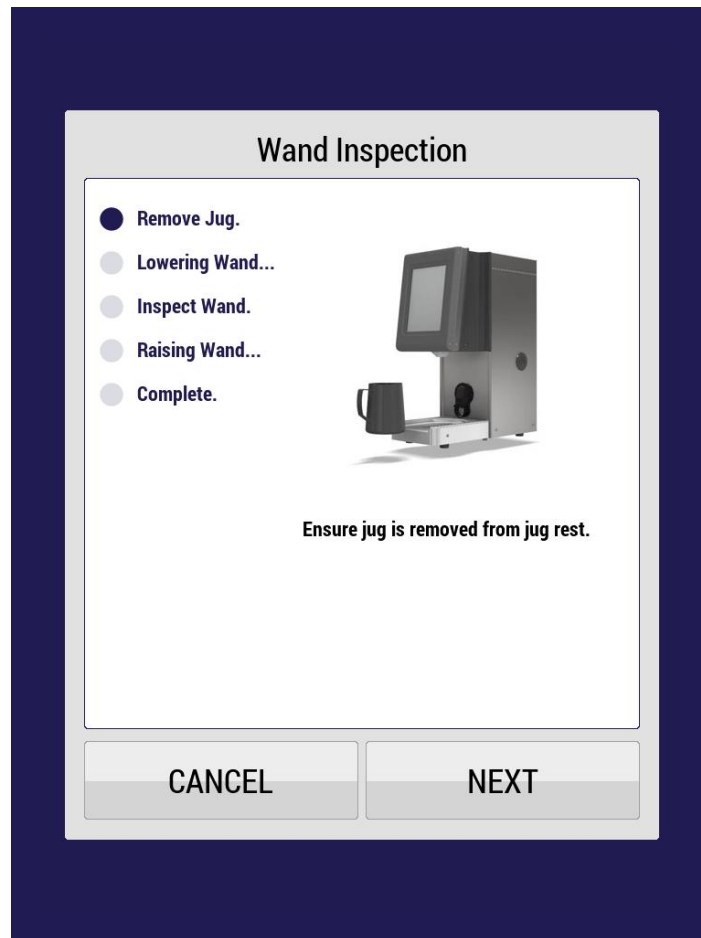 Wand Inspection
Remove Jug.
Lowering Wand...
Inspect Wand.
Raising Wand...
Complete.
Ensure jug is removed from jug rest.
CANCEL
NEXT